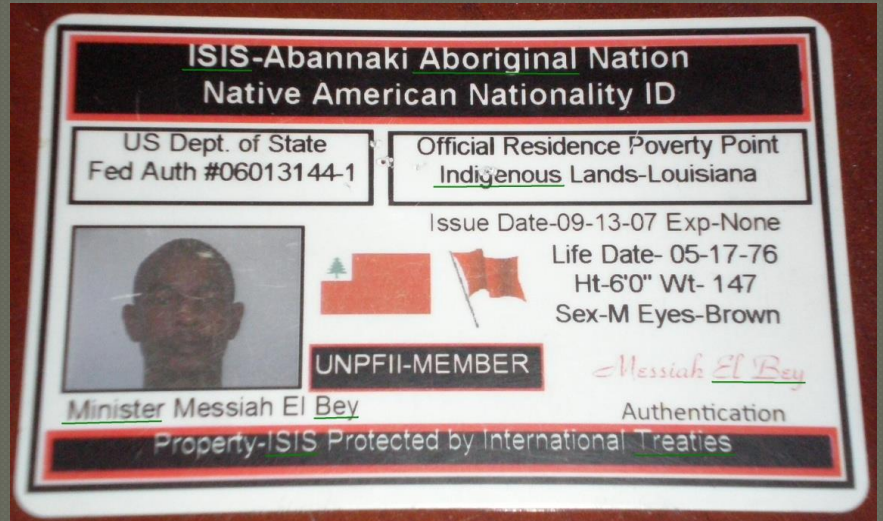 ISIS-Abannaki Aboriginal Nation
Native American Nationality ID
US Dept. of State
Fed Auth #06013144-1
Official Residence Poverty Point
Indigenous Lands-Louisiana
Issue Date-09-13-07 Exp-None
Life Date- 05-17-76
Ht-6'0" Wt- 147
Sex-M Eyes-Brown
UNPFII-MEMBER
Messiah El Bey
Minister Messiah El Bey
Authentication
Property-ISIS Protected by International Treaties